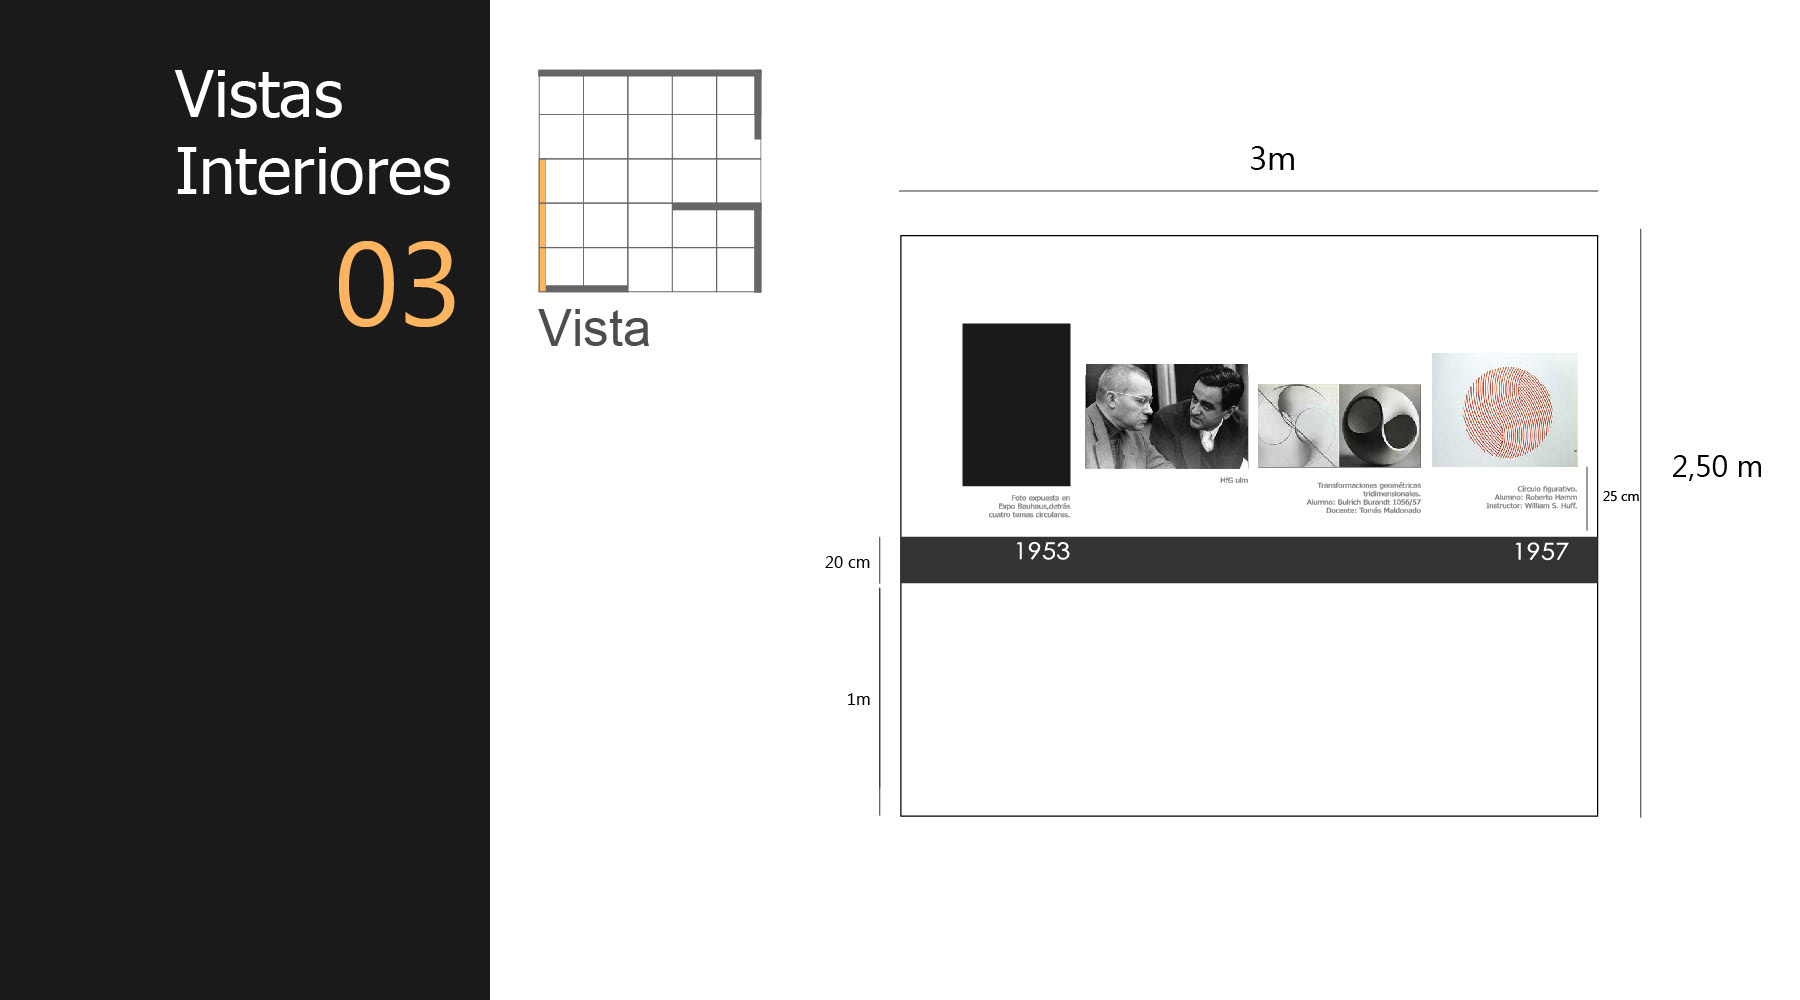 Vistas
Interiores
03
Vista
3m
2,50 m
25 cm
20 cm
1m
Foto expuesta en
Expo Bauhaus,detrás
cuatro temas circulares.
HfG ulm
Transformaciones geométricas
tridimensionales.
Alumno: Bulrich Burandt 1056/57
Docente: Tomás Maldonado
Círculo figurativo.
Alumno: Roberto Hamm
Instructor: William S. Huff.
1953
1957